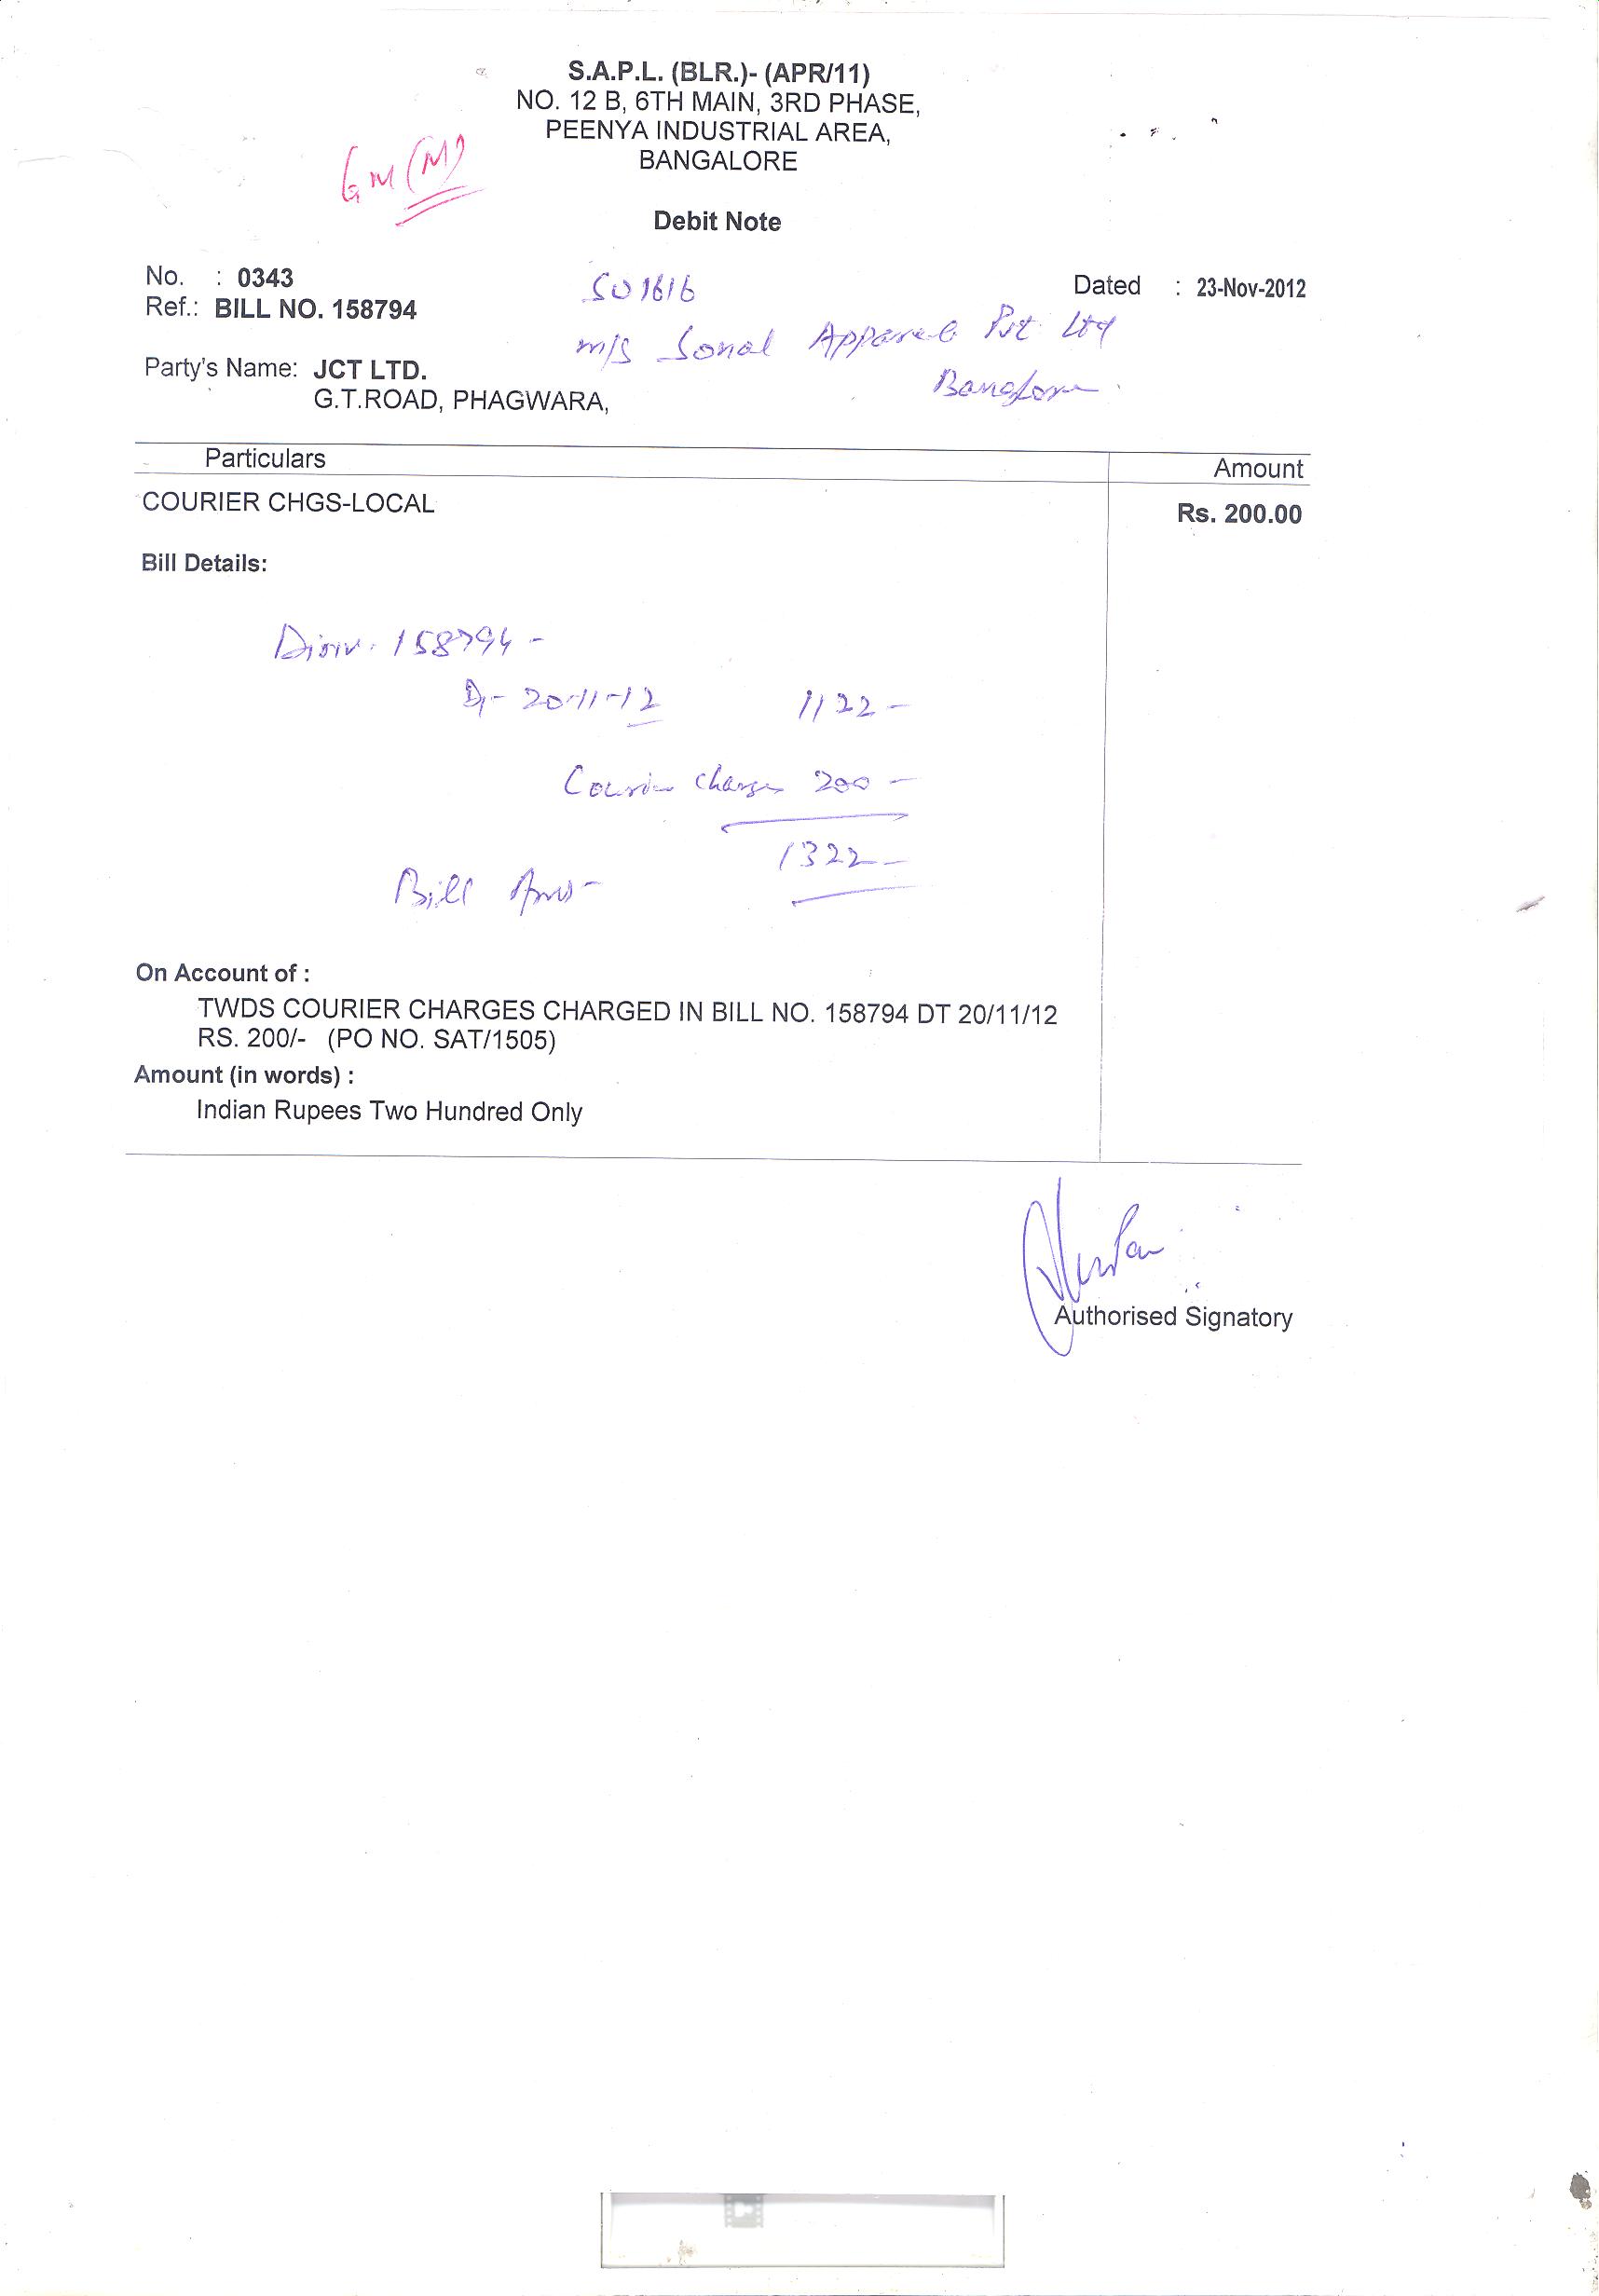 S.A.P.L. (BLR.)- (APR/11)
NO. 12 B, 6TH MAIN, 3RD PHASE,
PEENYA INDUSTRIAL AREA,
BANGALORE
GM(M)
Debit Note
No. : 0343
SO1616
Dated : 23-Nov-2012
Ref.: BILL NO. 158794
M/S Sonal Apparels Pvt Ltd
Bangalore
Party's Name: JCT LTD.
G.T.ROAD, PHAGWARA,
Particulars Amount
COURIER CHGS-LOCAL Rs. 200.00
Bill Details:
158794 -
20-11-12 1122 -
Courier charges 200 -
1322 -
Bill
On Account of :
TWDS COURIER CHARGES CHARGED IN BILL NO. 158794 DT 20/11/12
RS. 200/- (PO NO. SAT/1505)
Amount (in words) :
Indian Rupees Two Hundred Only
Authorised Signatory